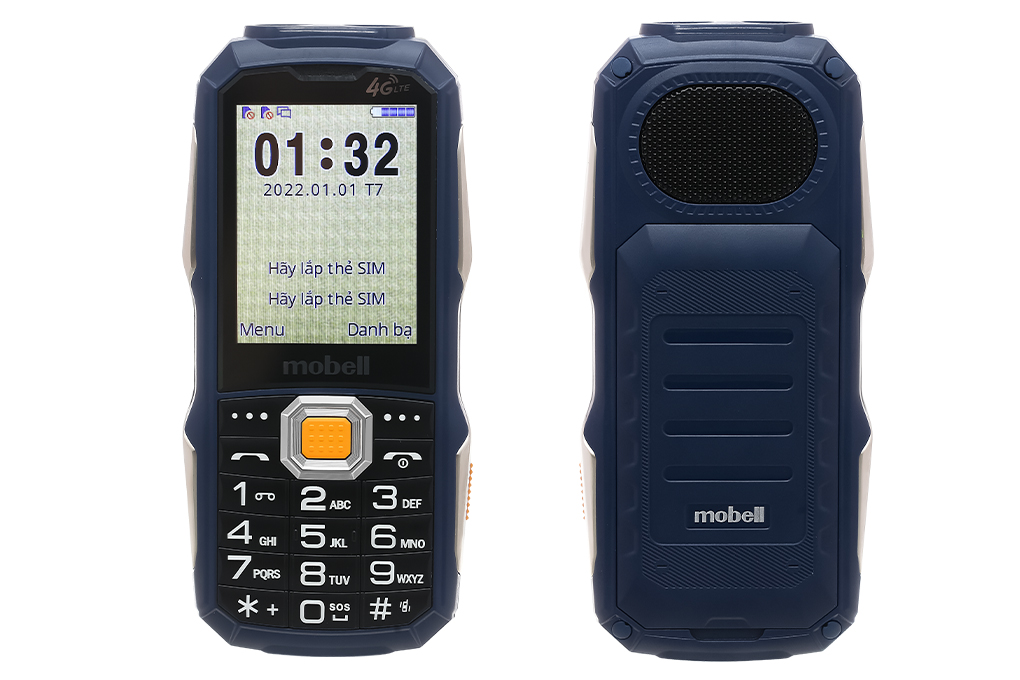 4G LTE
01:32
2022.01.01 T7
Hãy lắp thẻ SIM
Hãy lắp thẻ SIM
Menu Danh bạ
mobell
1 2 ABC 3 DEF
4 GHI 5 JKL 6 MNO
7 PQRS 8 TUV 9 WXYZ
* + 0 SOS #
mobell